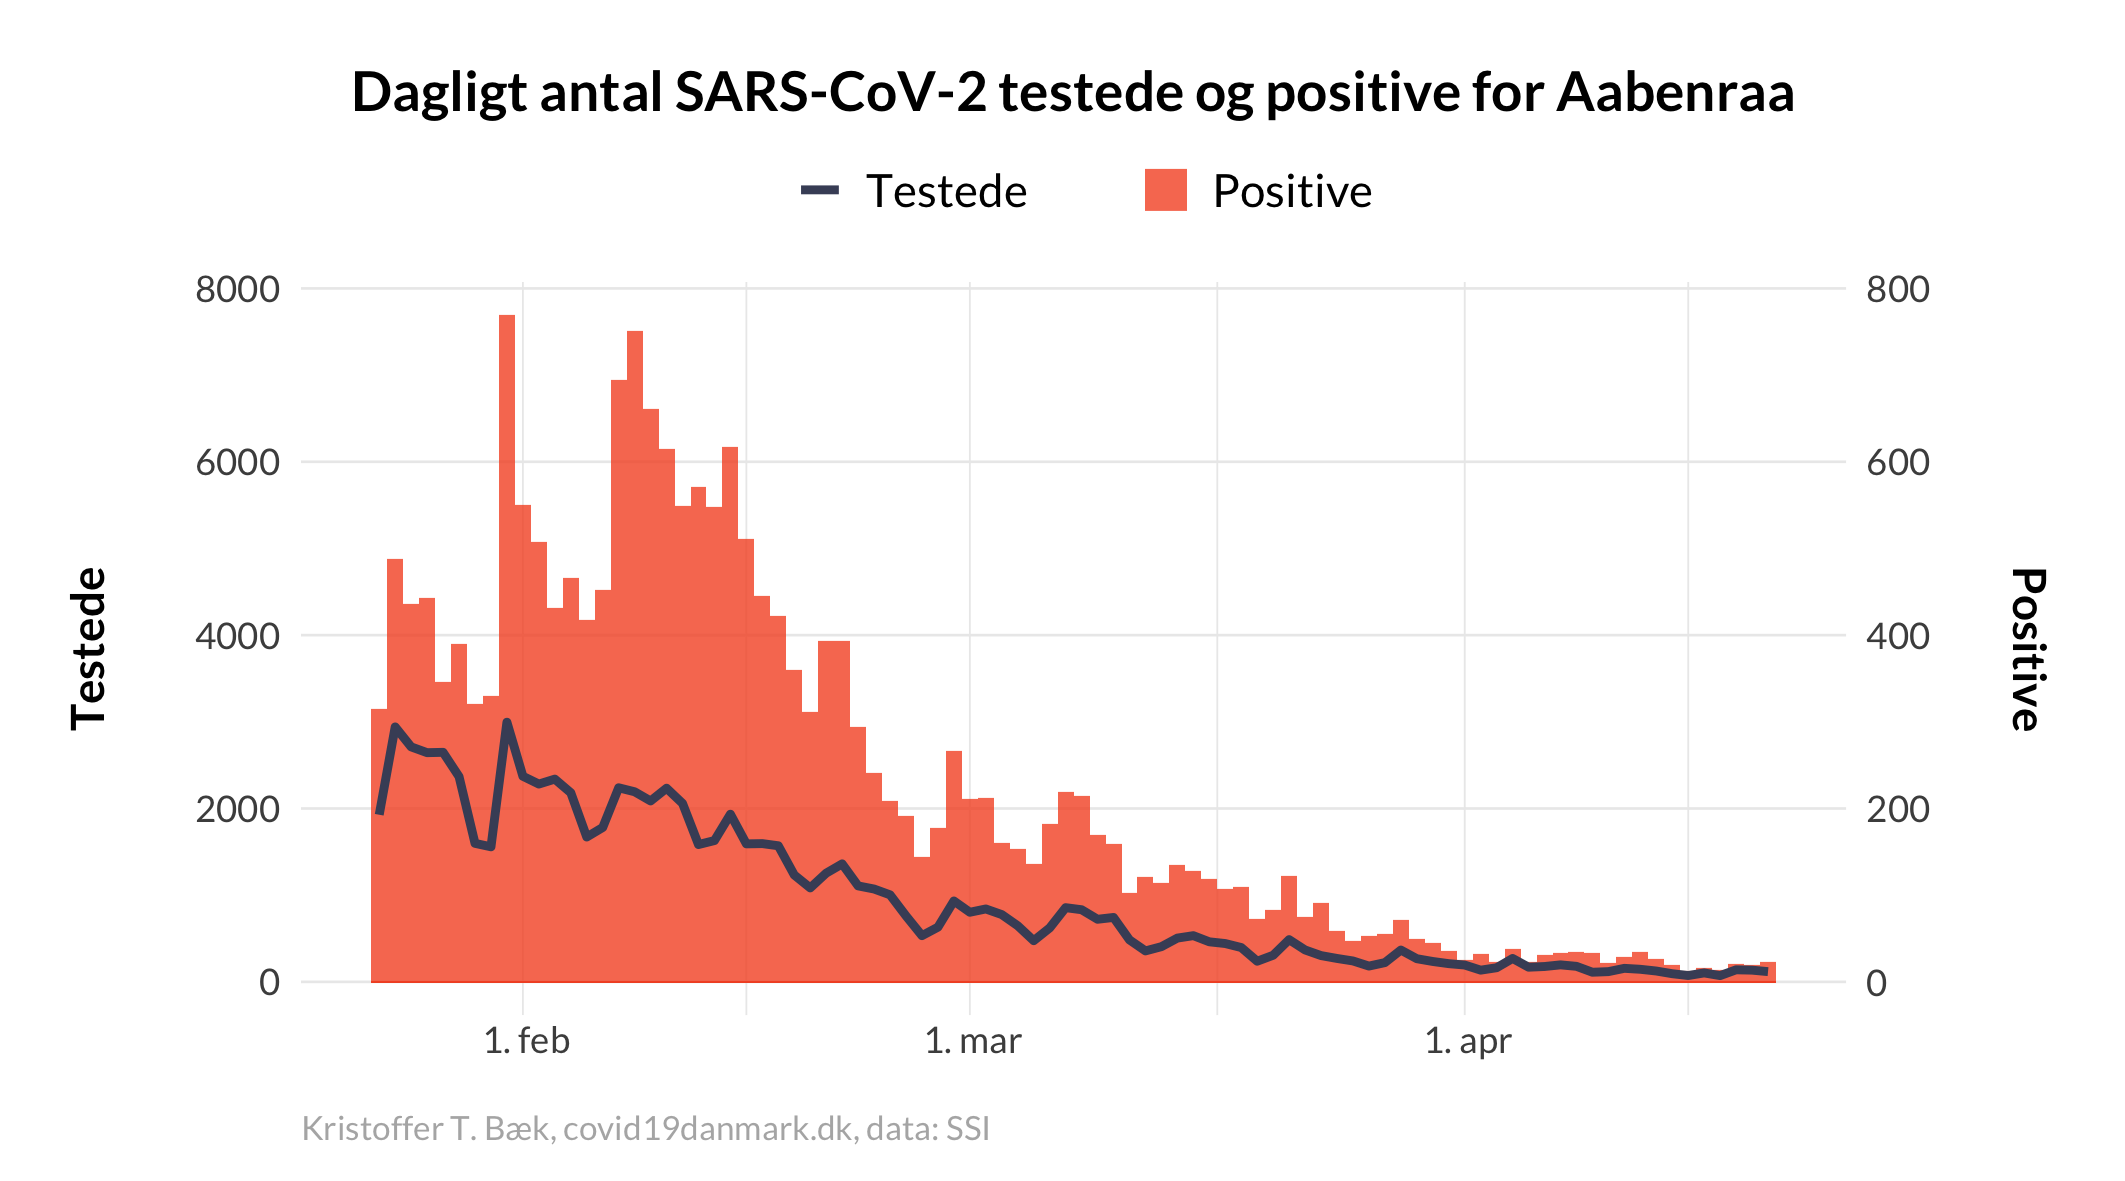 Dagligt antal SARS-CoV-2 testede og positive for Aabenraa
Testede
Positive
8000
6000
4000
2000
0
Testede
800
600
400
200
0
Positive
1. feb
1. mar
1. apr
Kristoffer T. Bæk, covid19danmark.dk, data: SSI